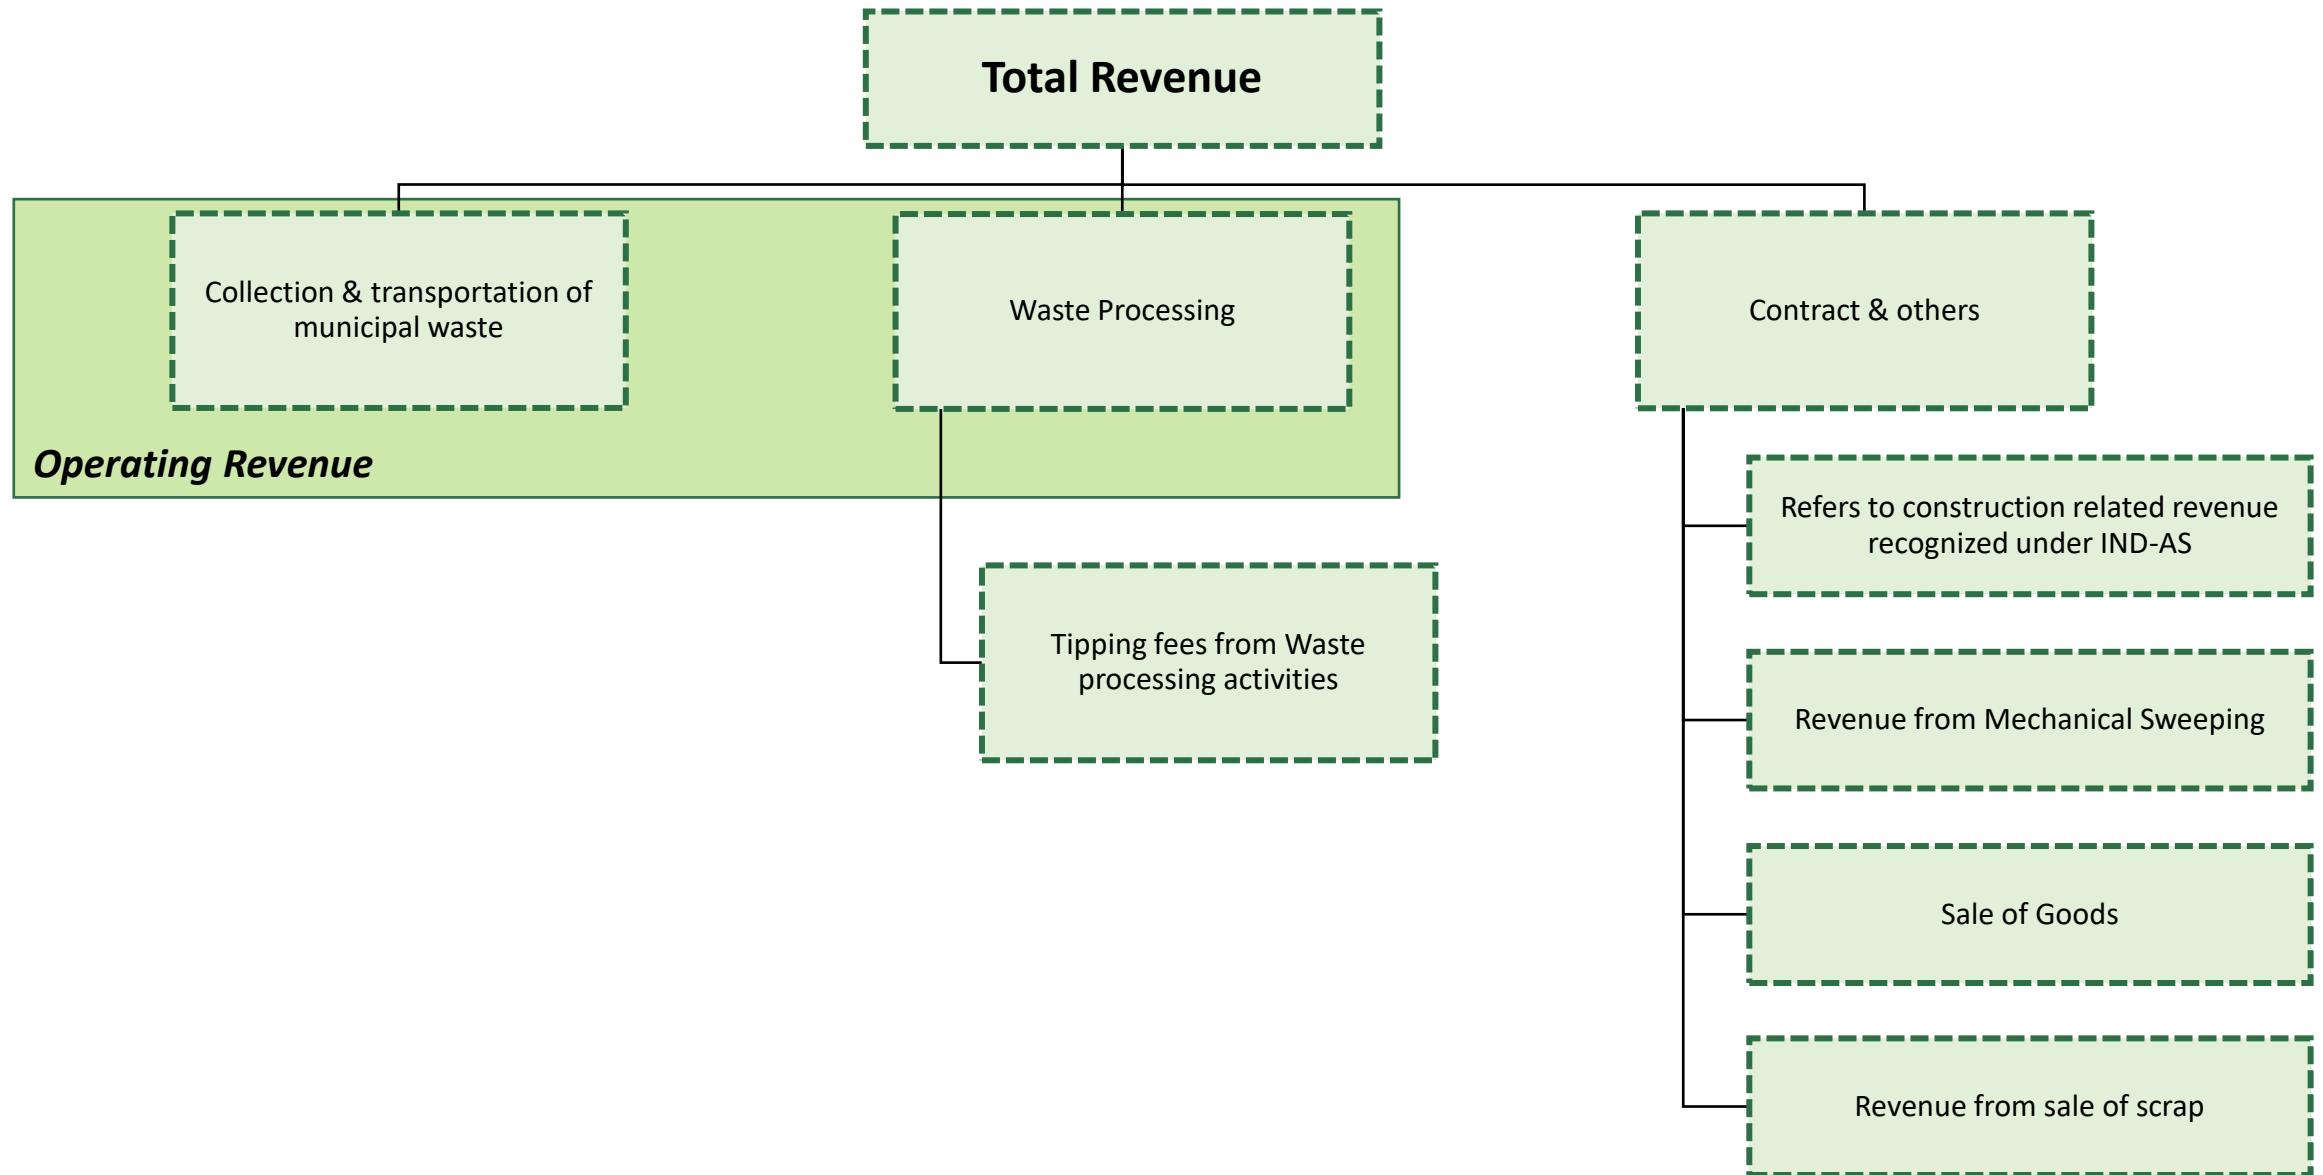 Total Revenue
Collection & transportation of
municipal waste
Waste Processing
Contract & others
Operating Revenue
Refers to construction related revenue
recognized under IND-AS
Tipping fees from Waste
processing activities
Revenue from Mechanical Sweeping
Sale of Goods
Revenue from sale of scrap